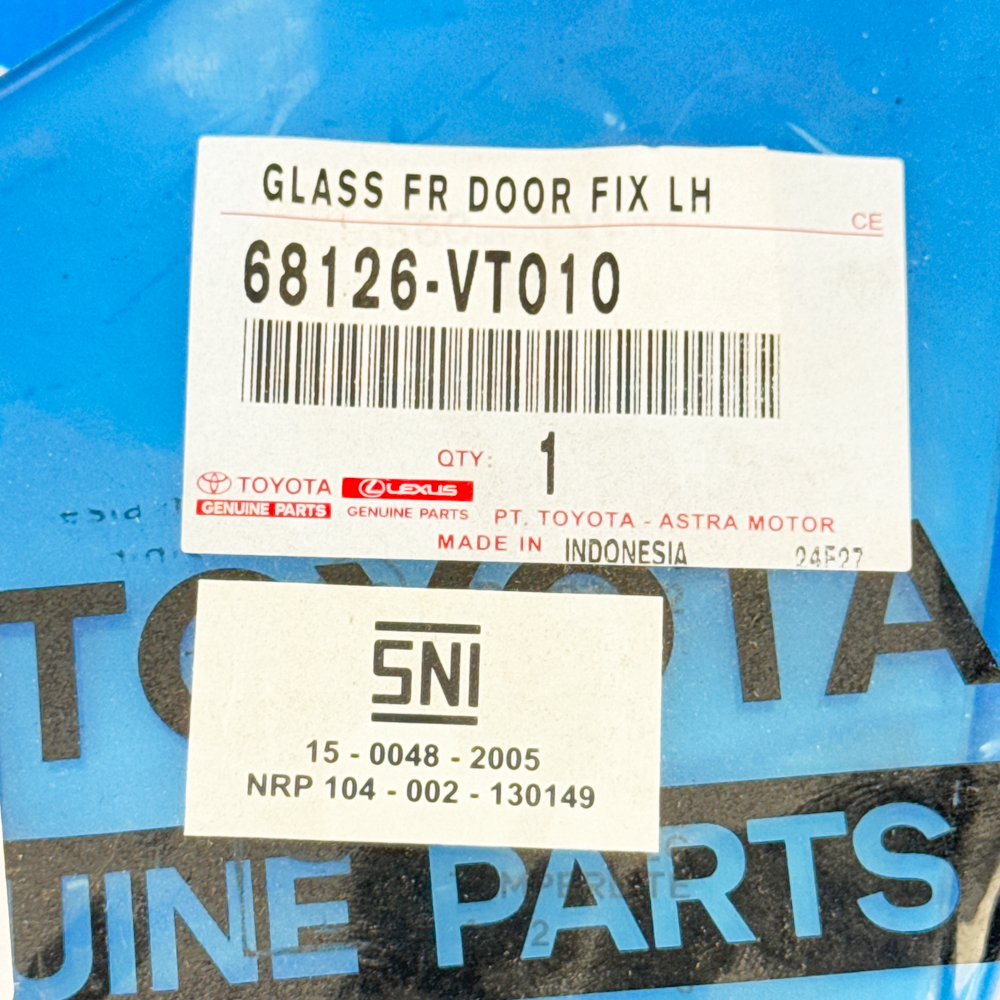 GLASS FR DOOR FIX LH
CE
68126-VT010
QTY: 1
TOYOTA
GENUINE PARTS
LEXUS
GENUINE PARTS
PT. TOYOTA - ASTRA MOTOR
MADE IN INDONESIA
24F27
TOYOTA
SNI
15 - 0048 - 2005
NRP 104 - 002 - 130149
UINE PARTS